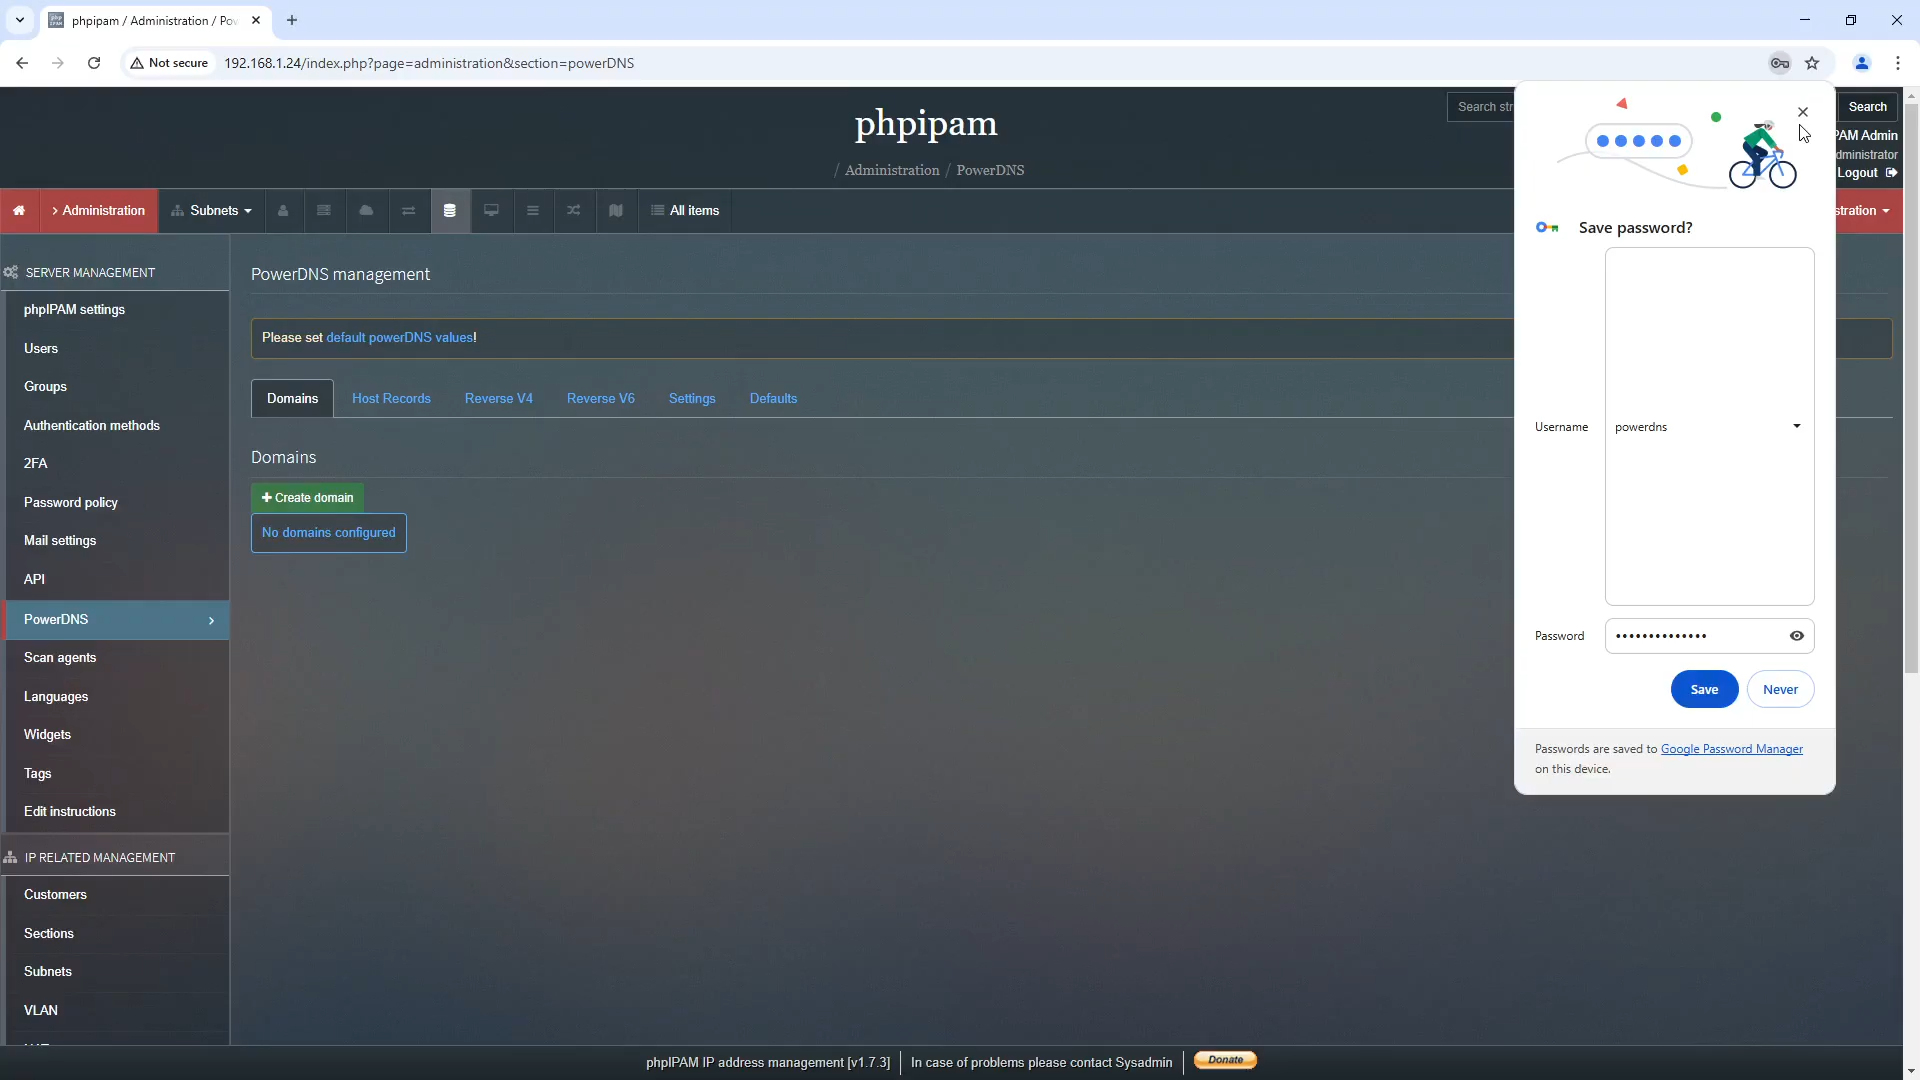 phpipam / Administration / Pow
Not secure
192.168.1.24/index.php?page=administration&section=powerDNS
phpipam
/ Administration / PowerDNS
Search str
Search
PAM Admin
dministrator
Logout
> Administration
Subnets
All items
stration
SERVER MANAGEMENT
phpIPAM settings
Users
Groups
Authentication methods
2FA
Password policy
Mail settings
API
PowerDNS
Scan agents
Languages
Widgets
Tags
Edit instructions
IP RELATED MANAGEMENT
Customers
Sections
Subnets
VLAN
PowerDNS management
Please set default powerDNS values!
Domains
Host Records
Reverse V4
Reverse V6
Settings
Defaults
Domains
Create domain
No domains configured
Save password?
Username
powerdns
Password
••••••••••••••
Save
Never
Passwords are saved to Google Password Manager
on this device.
phpIPAM IP address management [v1.7.3]
In case of problems please contact Sysadmin
Donate